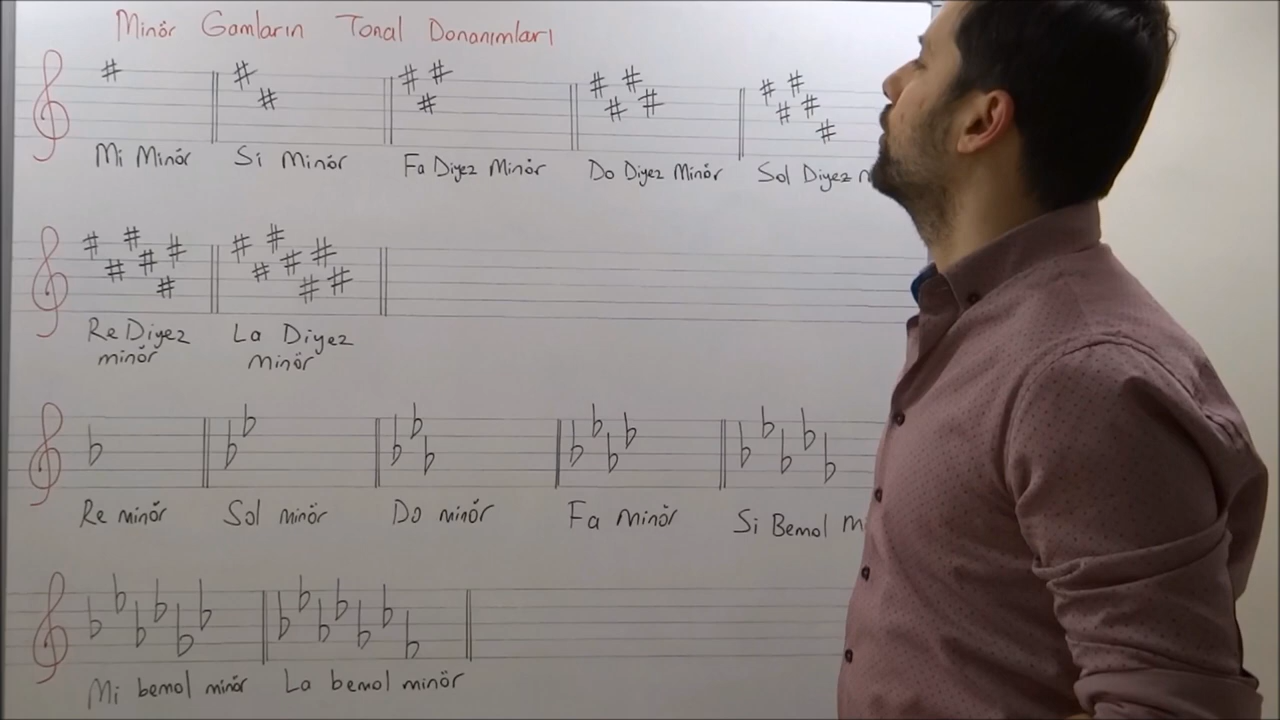 Minör Gamların Tonal Donanımları
Mi Minör Si Minör Fa Diyez Minör Do Diyez Minör Sol Diyez
Re Diyez La Diyez
minör minör
Re minör Sol minör Do minör Fa minör Si Bemol
Mi bemol minör La bemol minör